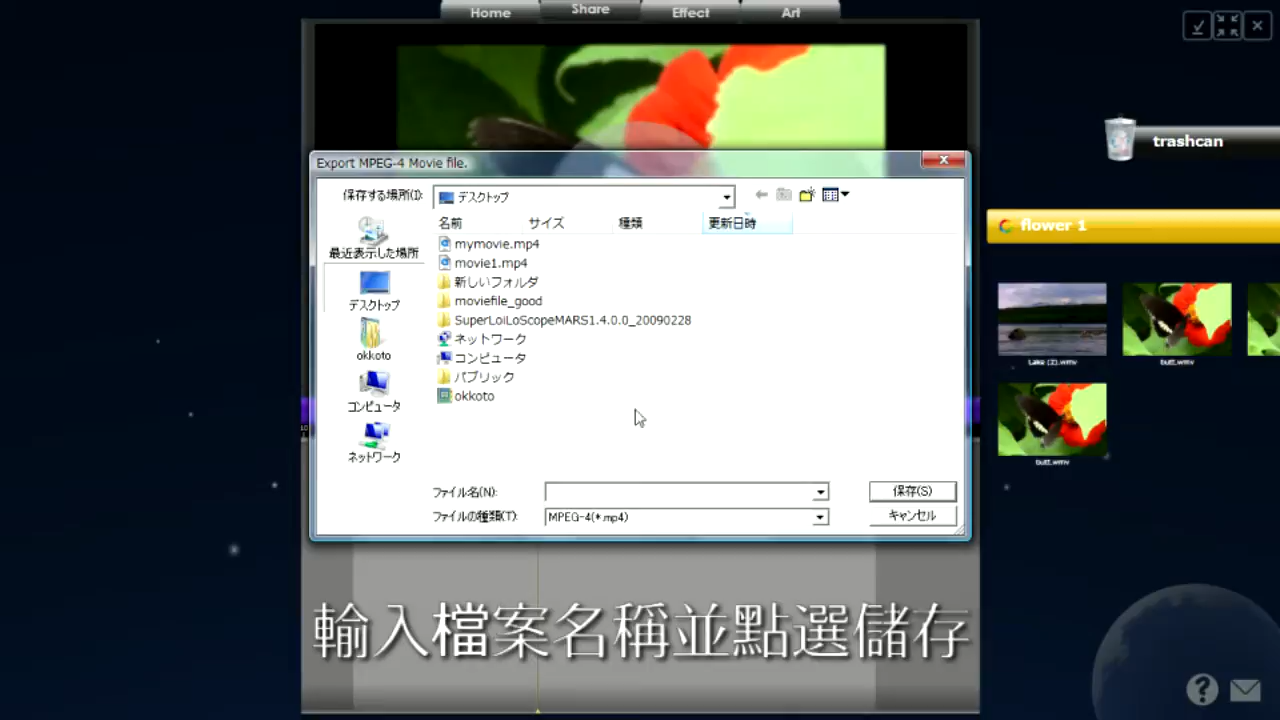 Home Share Effect Art
trashcan
Export MPEG-4 Movie file.
保存する場所(I): デスクトップ
名前 サイズ 種類 更新日時
最近表示した場所
デスクトップ
okkoto
コンピュータ
ネットワーク
mymovie.mp4
movie1.mp4
新しいフォルダ
moviefile_good
SuperLoiLoScopeMARS1.4.0.0_20090228
ネットワーク
コンピュータ
パブリック
okkoto
ファイル名(N): 保存(S)
ファイルの種類(T): MPEG-4(*.mp4) キャンセル
flower 1
butt.wmv
butt.wmv
輸入檔案名稱並點選儲存